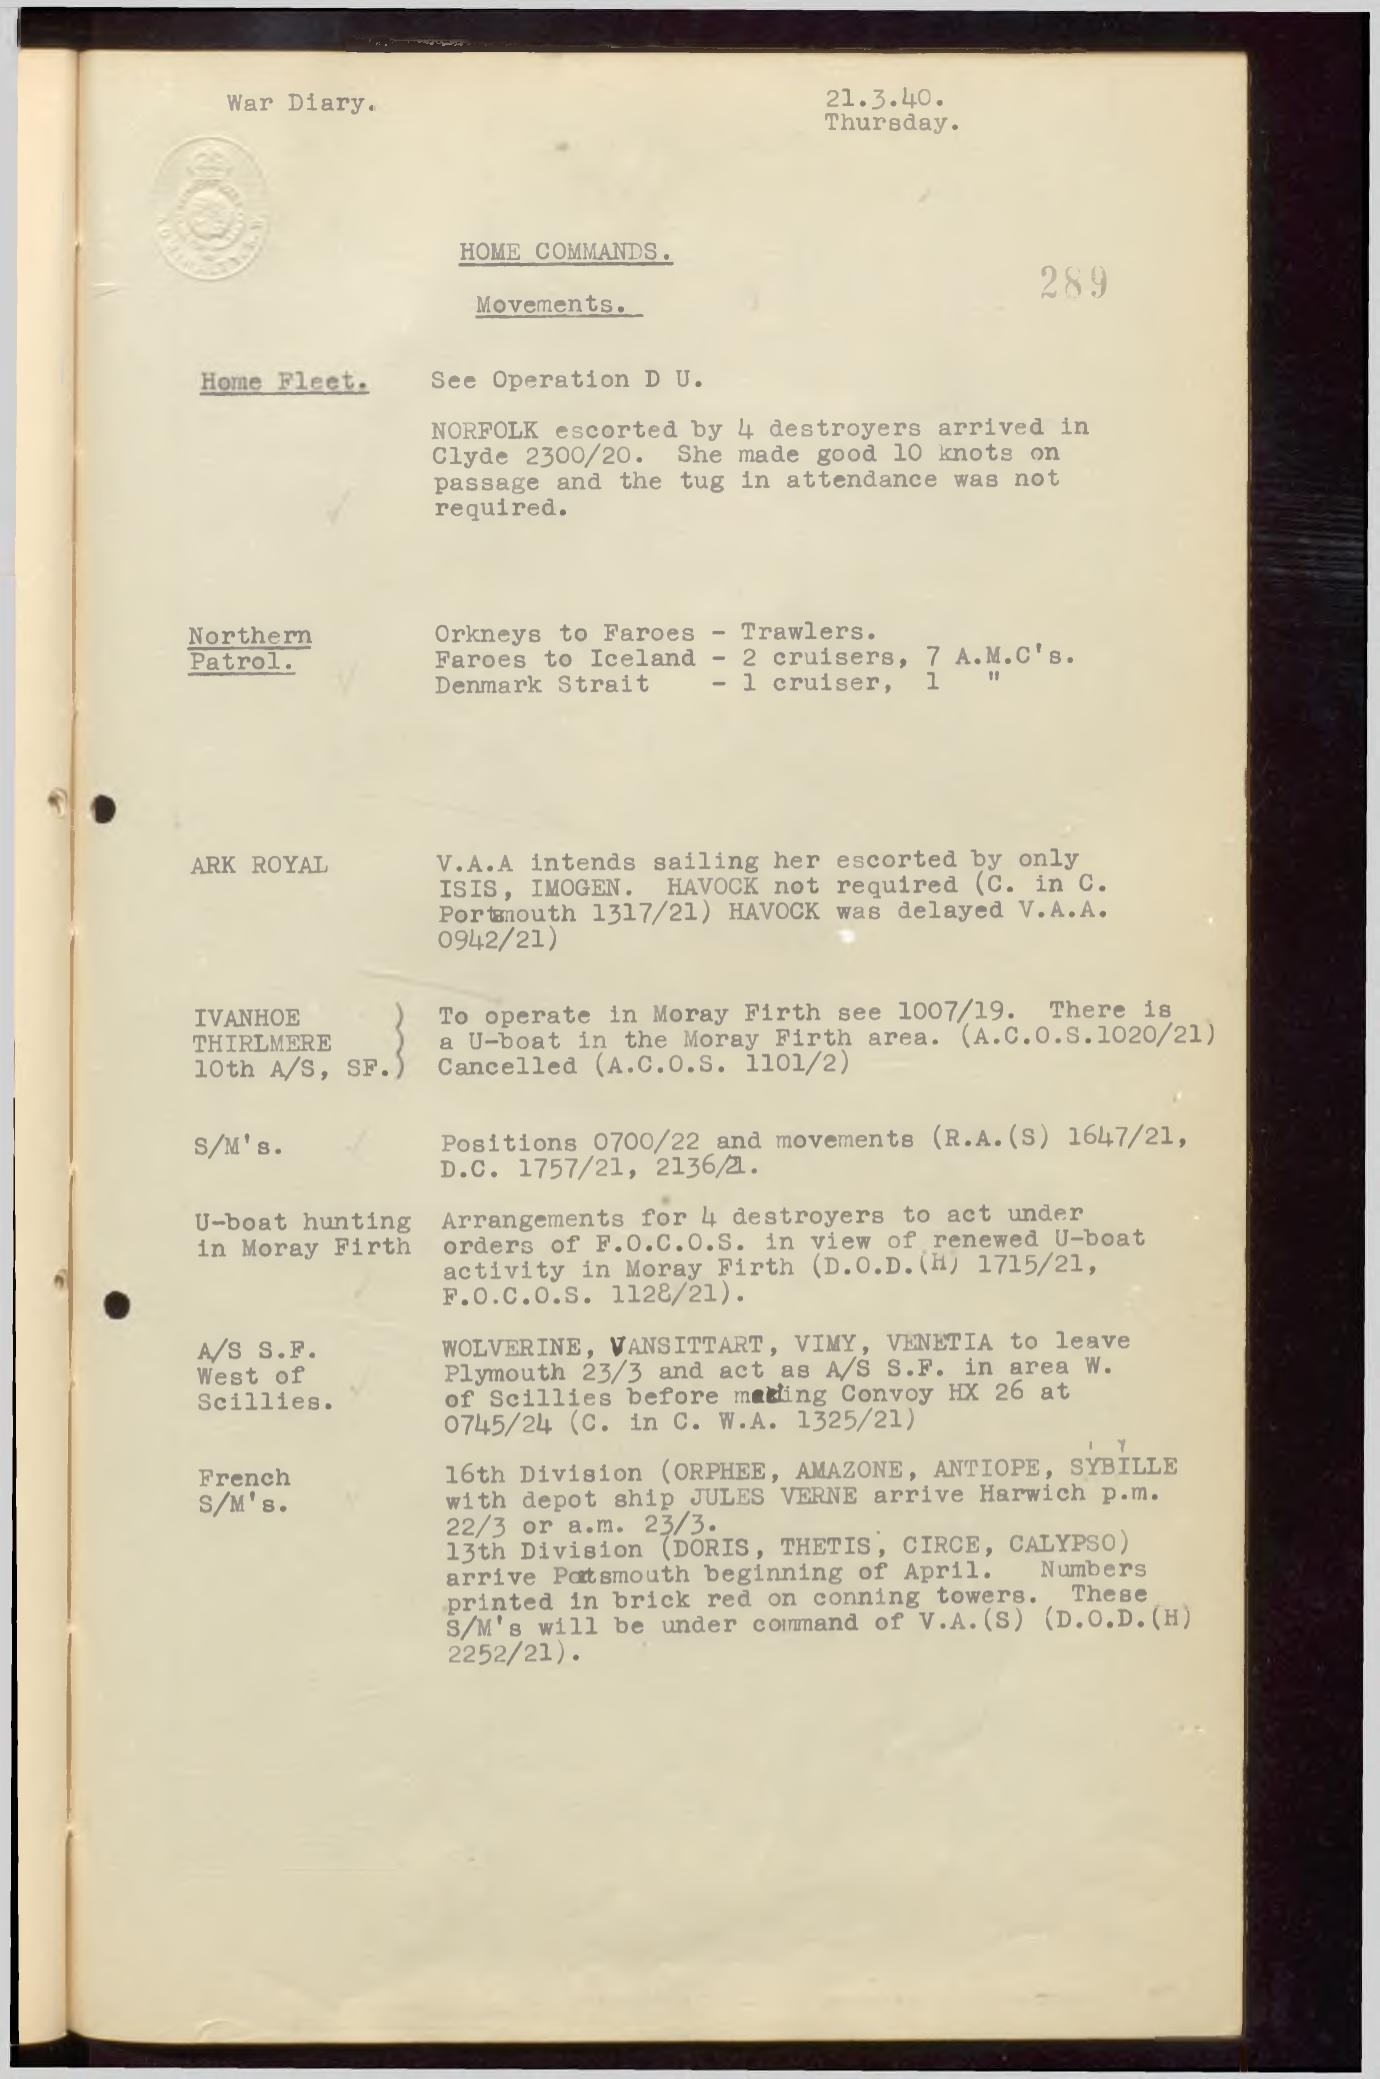 War Diary.
21.3.40.
Thursday.
HOME COMMANDS.
289
Movements.
Home Fleet. See Operation D U.
NORFOLK escorted by 4 destroyers arrived in
Clyde 2300/20. She made good 10 knots on
passage and the tug in attendance was not
required.
Northern Orkneys to Faroes - Trawlers.
Patrol. Faroes to Iceland - 2 cruisers, 7 A.M.C's.
Denmark Strait - 1 cruiser, 1 "
ARK ROYAL V.A.A intends sailing her escorted by only
ISIS, IMOGEN. HAVOCK not required (C. in C.
Portsmouth 1317/21) HAVOCK was delayed V.A.A.
0942/21)
IVANHOE ) To operate in Moray Firth see 1007/19. There is
THIRLMERE ) a U-boat in the Moray Firth area. (A.C.O.S.1020/21)
10th A/S, SF.) Cancelled (A.C.O.S. 1101/2)
S/M's. Positions 0700/22 and movements (R.A.(S) 1647/21,
D.C. 1757/21, 2136/21.
U-boat hunting Arrangements for 4 destroyers to act under
in Moray Firth orders of F.O.C.O.S. in view of renewed U-boat
activity in Moray Firth (D.O.D.(H) 1715/21,
F.O.C.O.S. 1128/21).
A/S S.F. WOLVERINE, VANSITTART, VIMY, VENETIA to leave
West of Plymouth 23/3 and act as A/S S.F. in area W.
Scillies. of Scillies before meeting Convoy HX 26 at
0745/24 (C. in C. W.A. 1325/21)
French 16th Division (ORPHEE, AMAZONE, ANTIOPE, SYBILLE
S/M's. with depot ship JULES VERNE arrive Harwich p.m.
22/3 or a.m. 23/3.
13th Division (DORIS, THETIS, CIRCE, CALYPSO)
arrive Potsmouth beginning of April. Numbers
printed in brick red on conning towers. These
S/M's will be under command of V.A.(S) (D.O.D.(H)
2252/21).